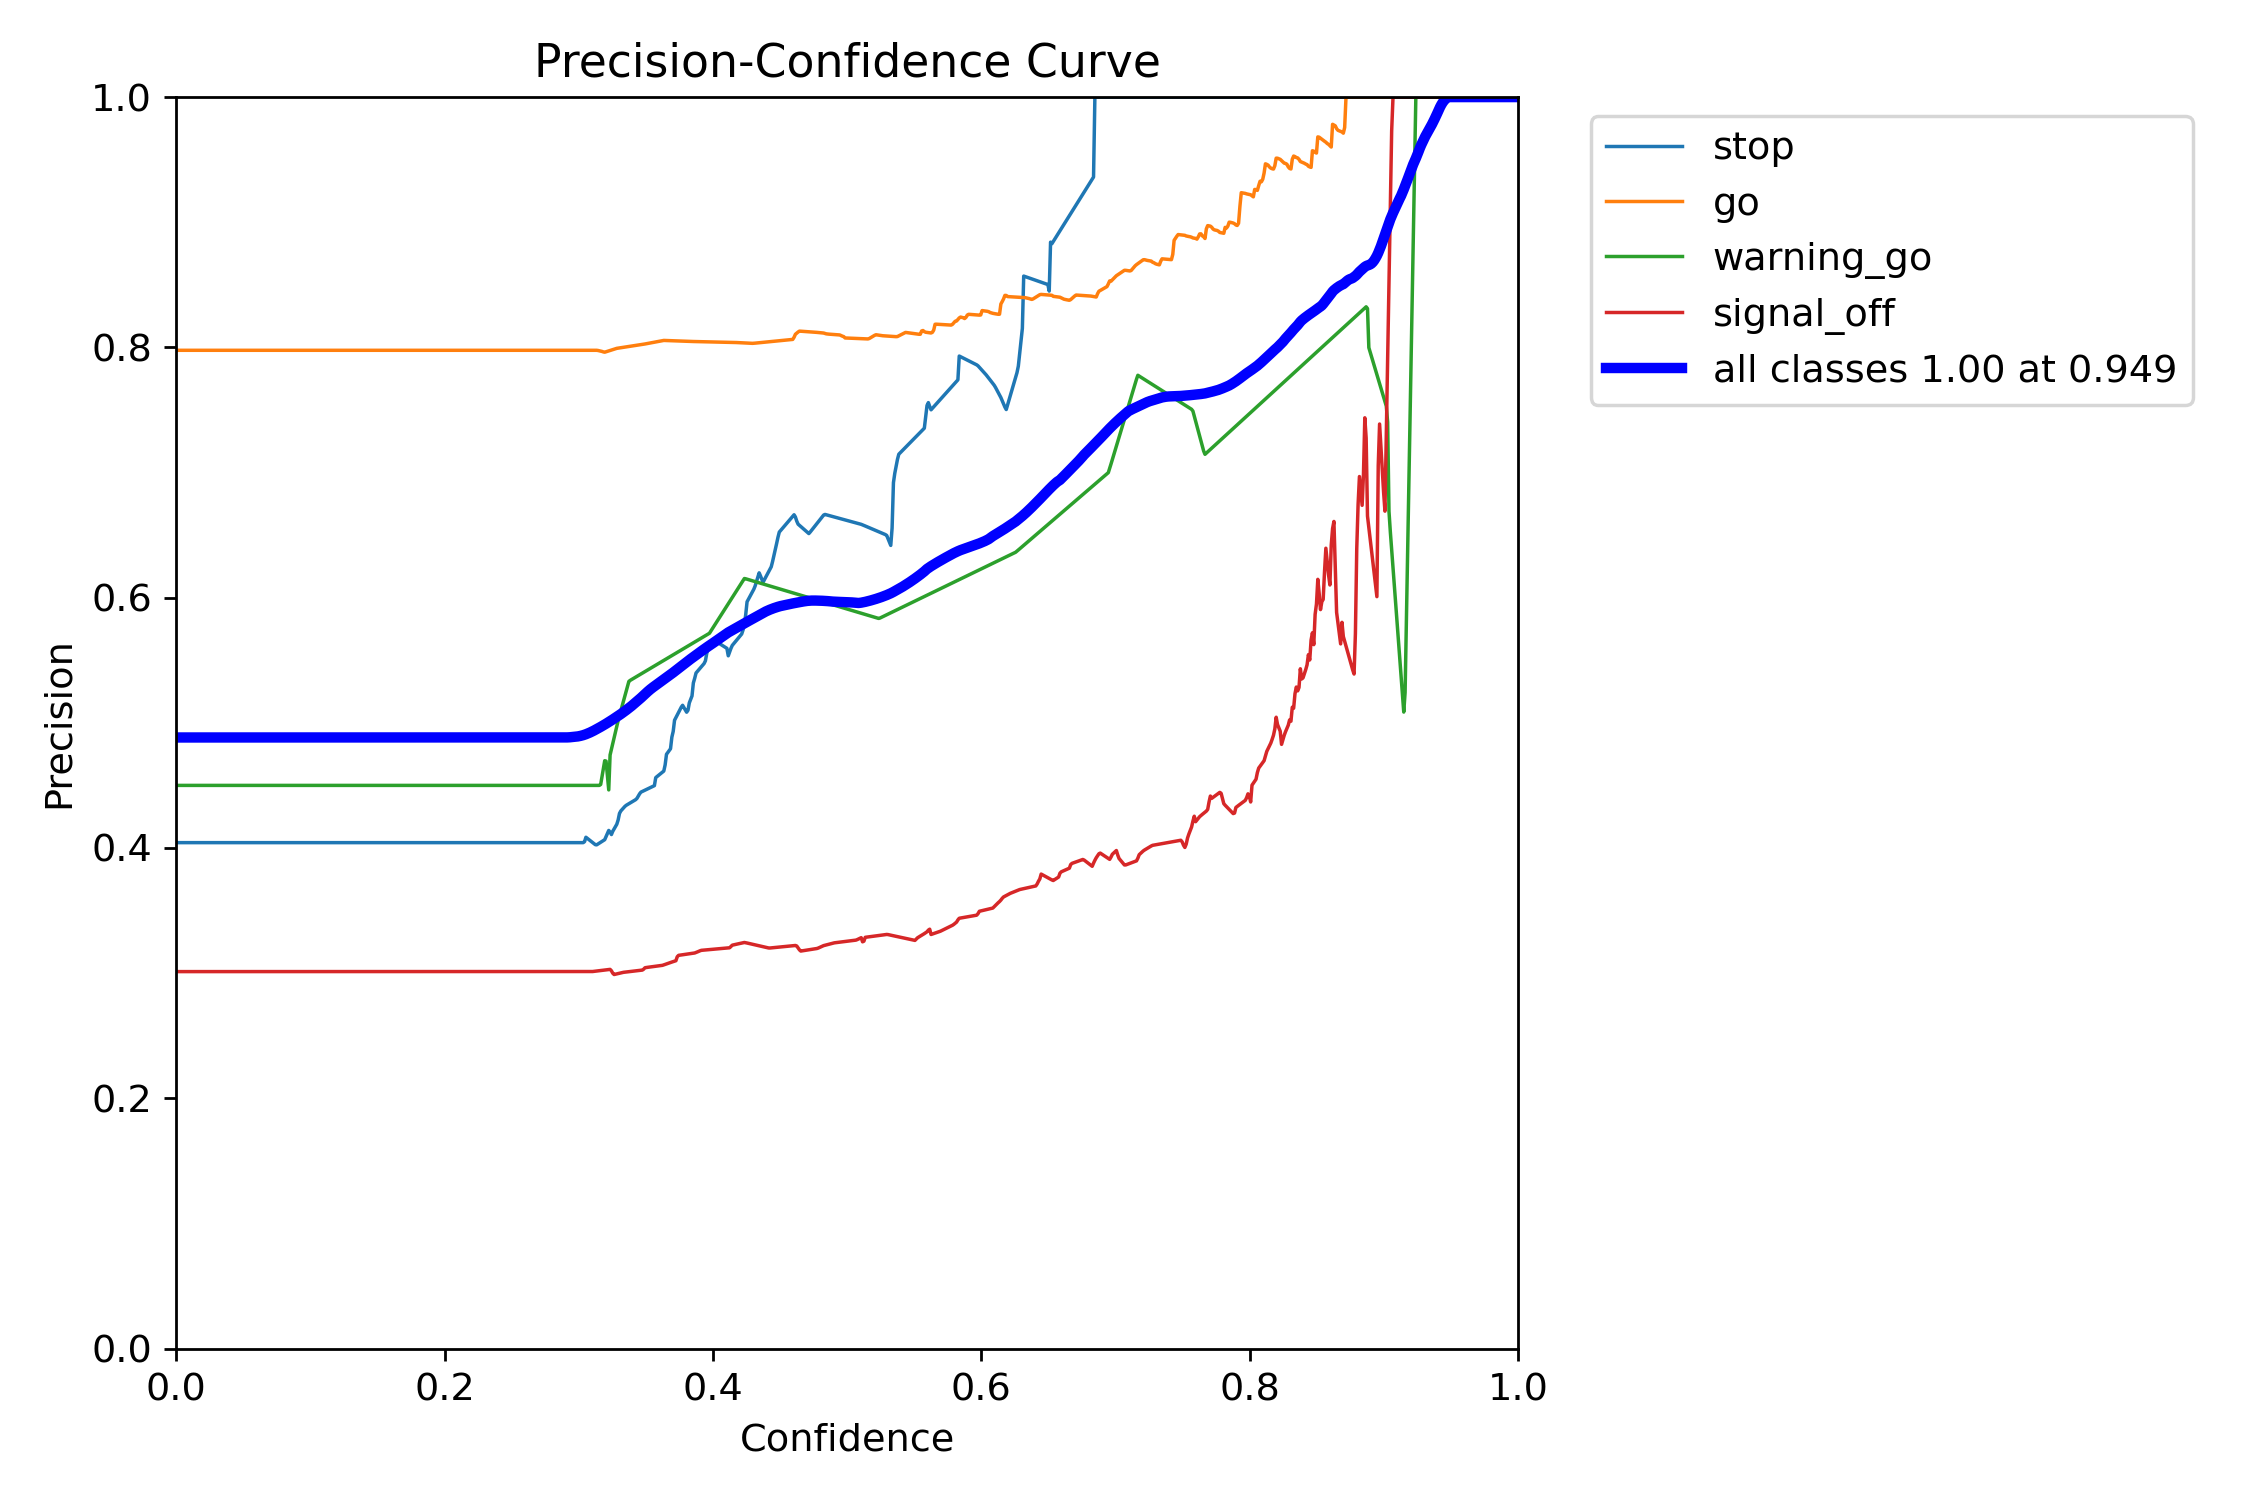 Precision-Confidence Curve
1.0
0.8
0.6
0.4
0.2
0.0
Precision
0.0 0.2 0.4 0.6 0.8 1.0
Confidence
stop
go
warning_go
signal_off
all classes 1.00 at 0.949